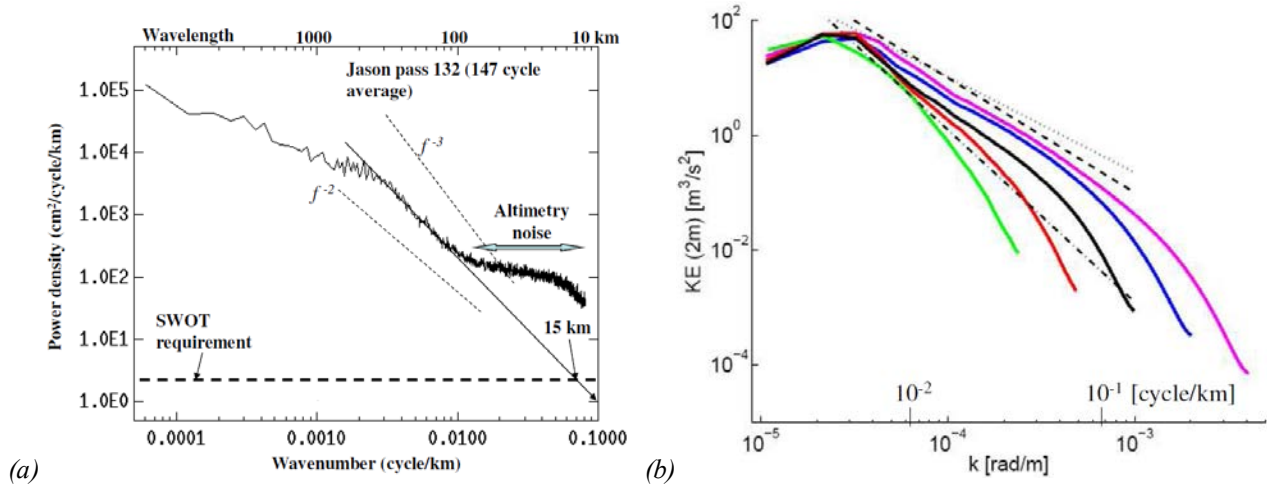 Wavelength 1000 100 10 km
Jason pass 132 (147 cycle
average)
1.0E5
1.0E4
1.0E3
1.0E2
1.0E1
1.0E0
Power density (cm²/cycle/km)
f⁻³
f⁻²
Altimetry
noise
SWOT
requirement
15 km
0.0001 0.0010 0.0100 0.1000
Wavenumber (cycle/km)
(a)
10²
10⁰
10⁻²
10⁻⁴
KE (2m) [m³/s²]
10⁻² 10⁻¹ [cycle/km]
10⁻⁵ 10⁻⁴ 10⁻³
k [rad/m]
(b)